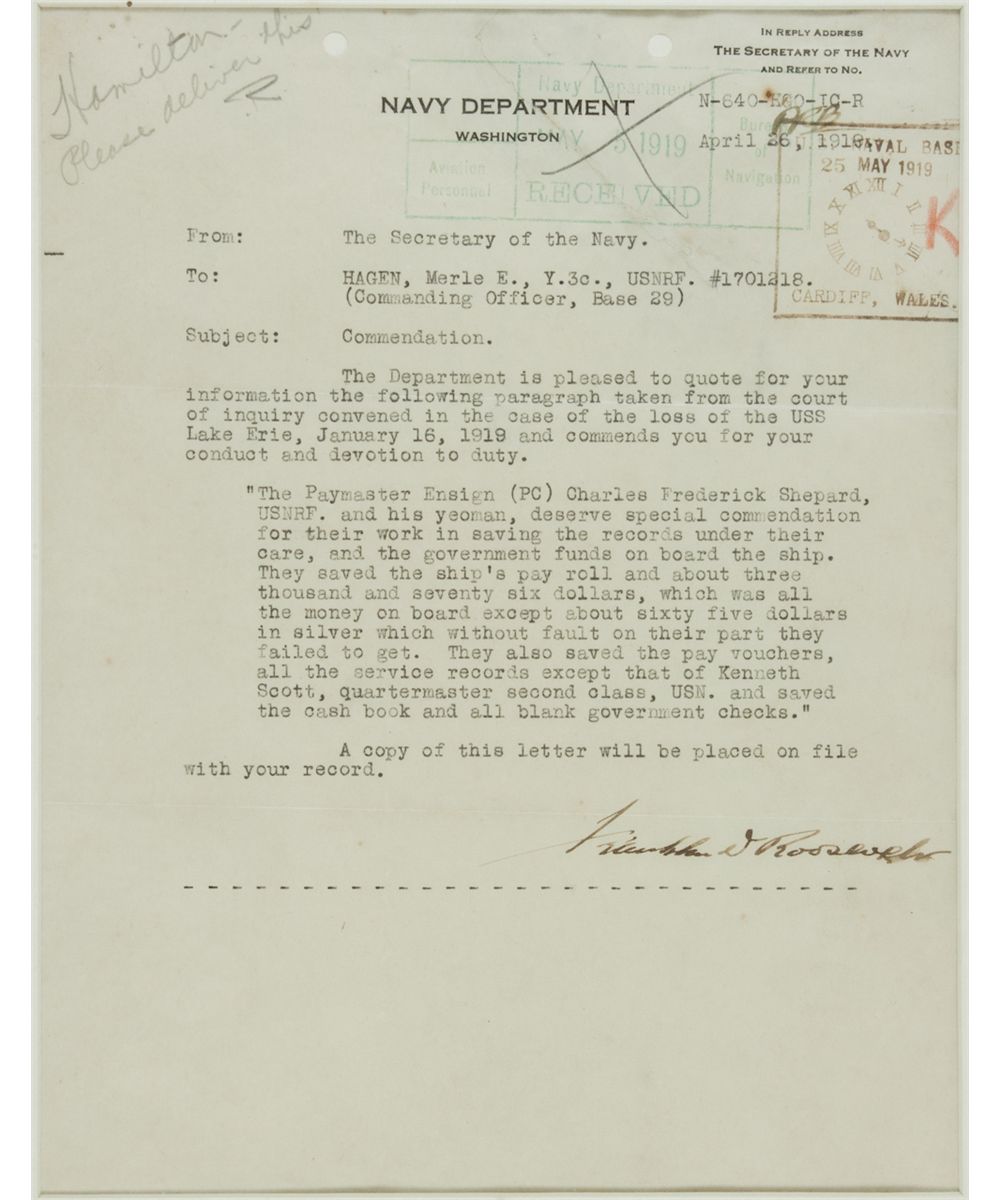 Hamilton -
Please deliver this
IN REPLY ADDRESS
THE SECRETARY OF THE NAVY
AND REFER TO NO.
NAVY DEPARTMENT
WASHINGTON
N-640-
-IC-R
April 26, 1919.
Navy Department
MAY 5 1919
RECEIVED
Aviation
Personnel
Bureau
of
Navigation
NAVAL BASE
25 MAY 1919
CARDIFF, WALES.
K
From: The Secretary of the Navy.
To: HAGEN, Merle E., Y.3c., USNRF. #1701218.
(Commanding Officer, Base 29)
Subject: Commendation.
The Department is pleased to quote for your
information the following paragraph taken from the court
of inquiry convened in the case of the loss of the USS
Lake Erie, January 16, 1919 and commends you for your
conduct and devotion to duty.
"The Paymaster Ensign (PC) Charles Frederick Shepard,
USNRF. and his yeoman, deserve special commendation
for their work in saving the records under their
care, and the government funds on board the ship.
They saved the ship's pay roll and about three
thousand and seventy six dollars, which was all
the money on board except about sixty five dollars
in silver which without fault on their part they
failed to get. They also saved the pay vouchers,
all the service records except that of Kenneth
Scott, quartermaster second class, USN. and saved
the cash book and all blank government checks."
A copy of this letter will be placed on file
with your record.
Franklin D Roosevelt